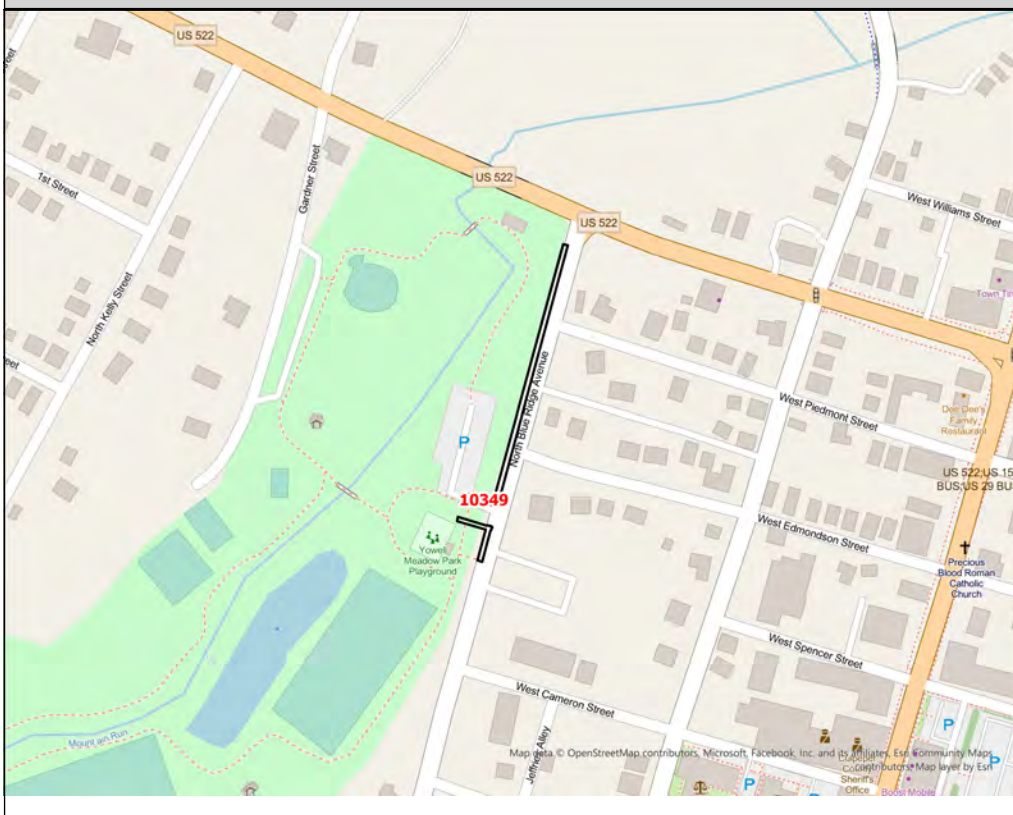 US 522
US 522
US 522
1st Street
Gardner Street
North Kelly Street
West Williams Street
North Blue Ridge Avenue
West Piedmont Street
Dee Dee's
Family
Restaurant
US 522;US 15
BUS;US 29 BU
P
10349
Yowell
Meadow Park
Playground
West Edmondson Street
Precious
Blood Roman
Catholic
Church
West Spencer Street
West Cameron Street
Jeffries Alley
Mountain Run
P
P
P
Map data © OpenStreetMap contributors, Microsoft, Facebook, Inc. and its affiliates, Esri Community Maps
contributors, Map layer by Esri
Sheriff's
Office
Boost Mobile